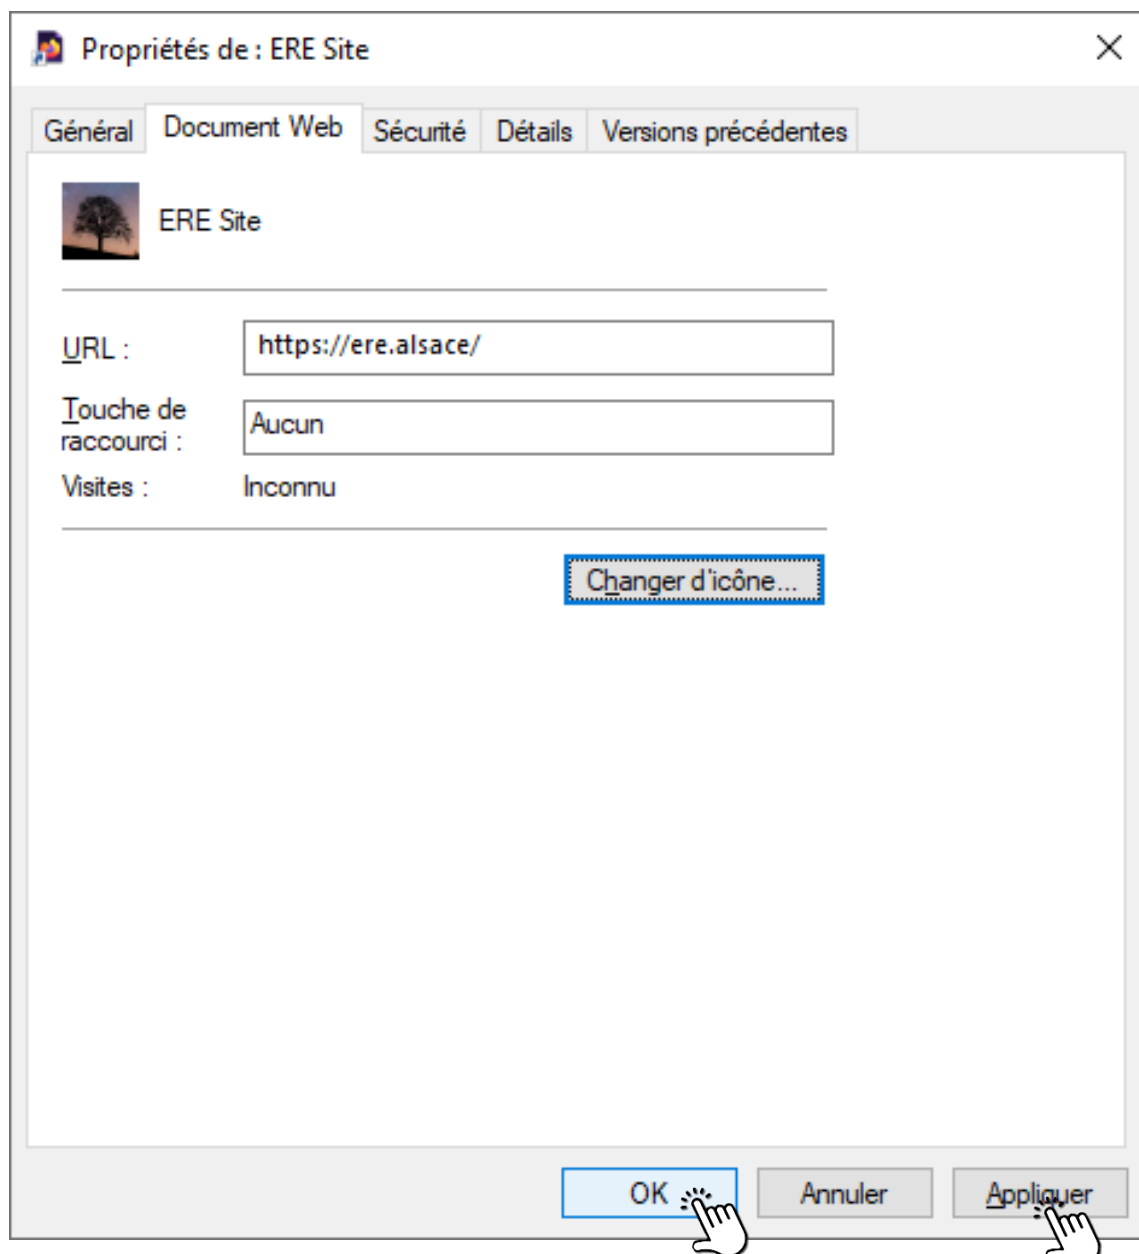 Propriétés de : ERE Site
Général Document Web Sécurité Détails Versions précédentes
ERE Site
URL : https://ere.alsace/
Touche de raccourci : Aucun
Visites : Inconnu
Changer d'icône...
OK Annuler Appliquer